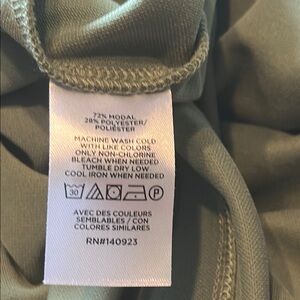 72% MODAL
28% POLYESTER/
POLIÉSTER
MACHINE WASH COLD
WITH LIKE COLORS
ONLY NON-CHLORINE
BLEACH WHEN NEEDED
TUMBLE DRY LOW
COOL IRON WHEN NEEDED
30
AVEC DES COULEURS
SEMBLABLES / CON
COLORES SIMILARES
RN#140923